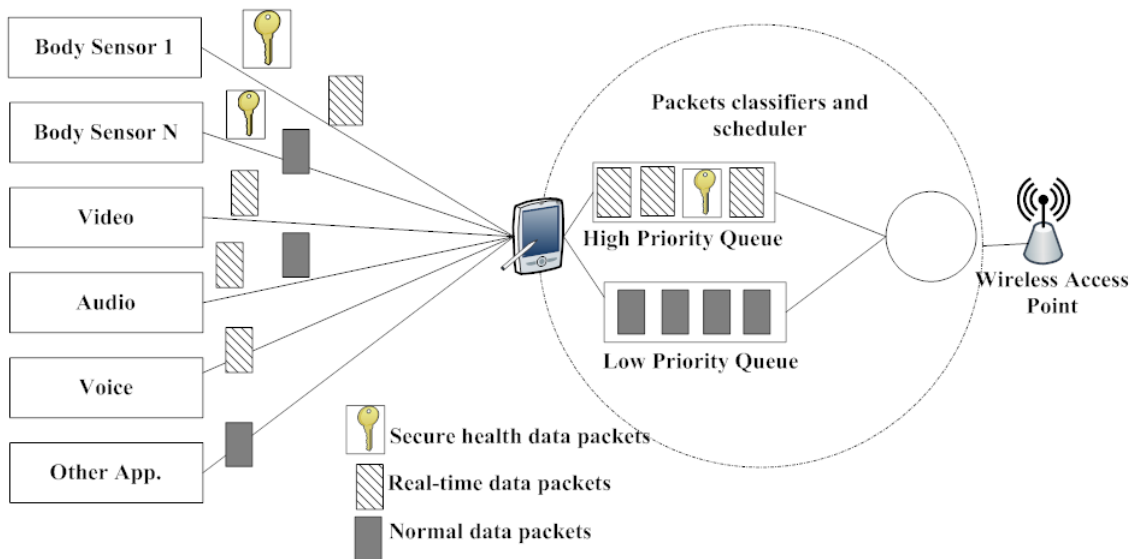 Body Sensor 1
Body Sensor N
Video
Audio
Voice
Other App.
Packets classifiers and
scheduler
High Priority Queue
Low Priority Queue
Wireless Access
Point
Secure health data packets
Real-time data packets
Normal data packets